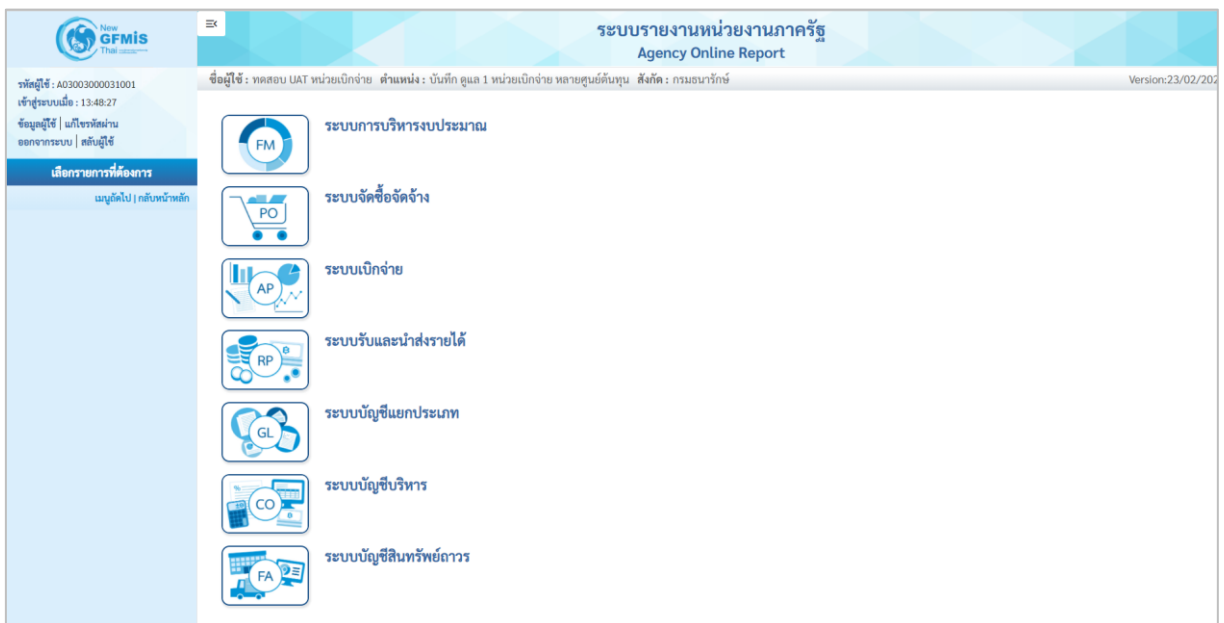 New
GFMIS
Thai
ระบบรายงานหน่วยงานภาครัฐ
Agency Online Report
รหัสผู้ใช้ : A03003000031001
เข้าสู่ระบบเมื่อ : 13:48:27
ข้อมูลผู้ใช้ | แก้ไขรหัสผ่าน
ออกจากระบบ | สลับผู้ใช้
เลือกรายการที่ต้องการ
เมนูถัดไป | กลับหน้าหลัก
ชื่อผู้ใช้ : ทดสอบ UAT หน่วยเบิกจ่าย ตำแหน่ง : บันทึก ดูแล 1 หน่วยเบิกจ่าย หลายศูนย์ต้นทุน สังกัด : กรมธนารักษ์
Version:23/02/202
FM
ระบบการบริหารงบประมาณ
PO
ระบบจัดซื้อจัดจ้าง
AP
ระบบเบิกจ่าย
RP
ระบบรับและนำส่งรายได้
GL
ระบบบัญชีแยกประเภท
CO
ระบบบัญชีบริหาร
FA
ระบบบัญชีสินทรัพย์ถาวร